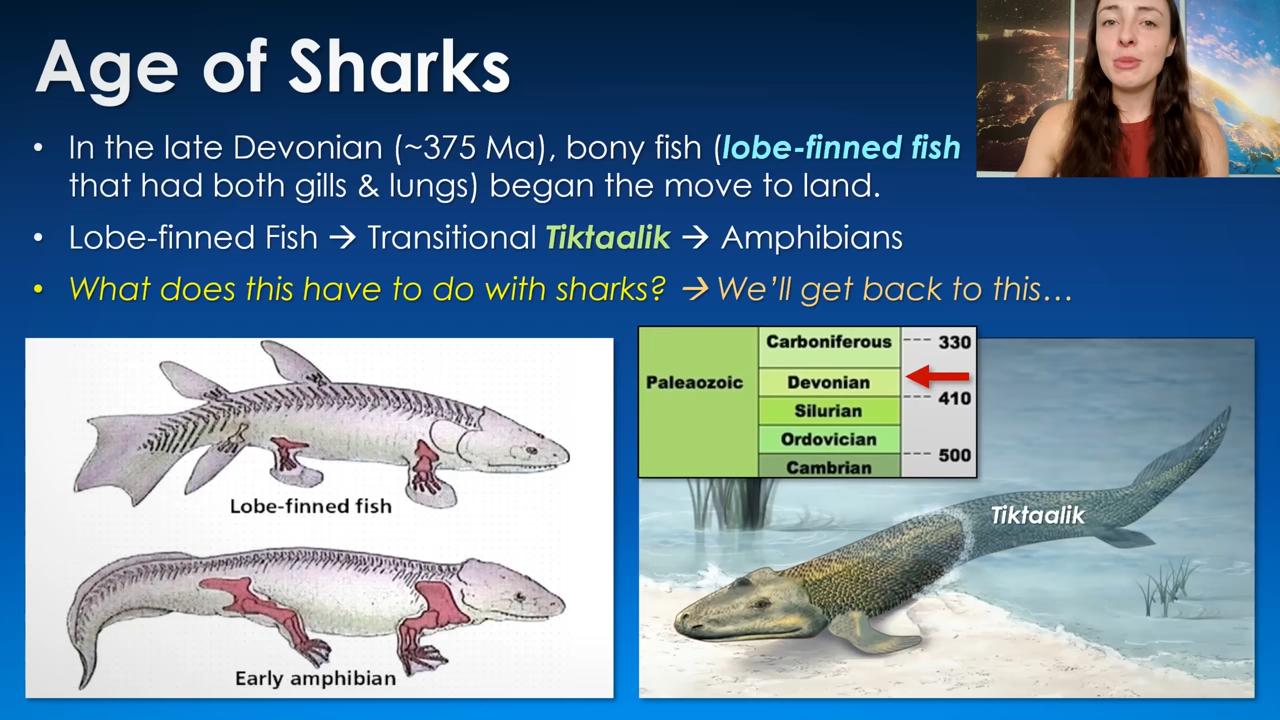 Age of Sharks
• In the late Devonian (~375 Ma), bony fish (lobe-finned fish
that had both gills & lungs) began the move to land.
• Lobe-finned Fish → Transitional Tiktaalik → Amphibians
• What does this have to do with sharks? → We’ll get back to this…
Carboniferous --- 330
Paleaozoic Devonian
--- 410
Silurian
Ordovician
--- 500
Cambrian
Lobe-finned fish
Tiktaalik
Early amphibian